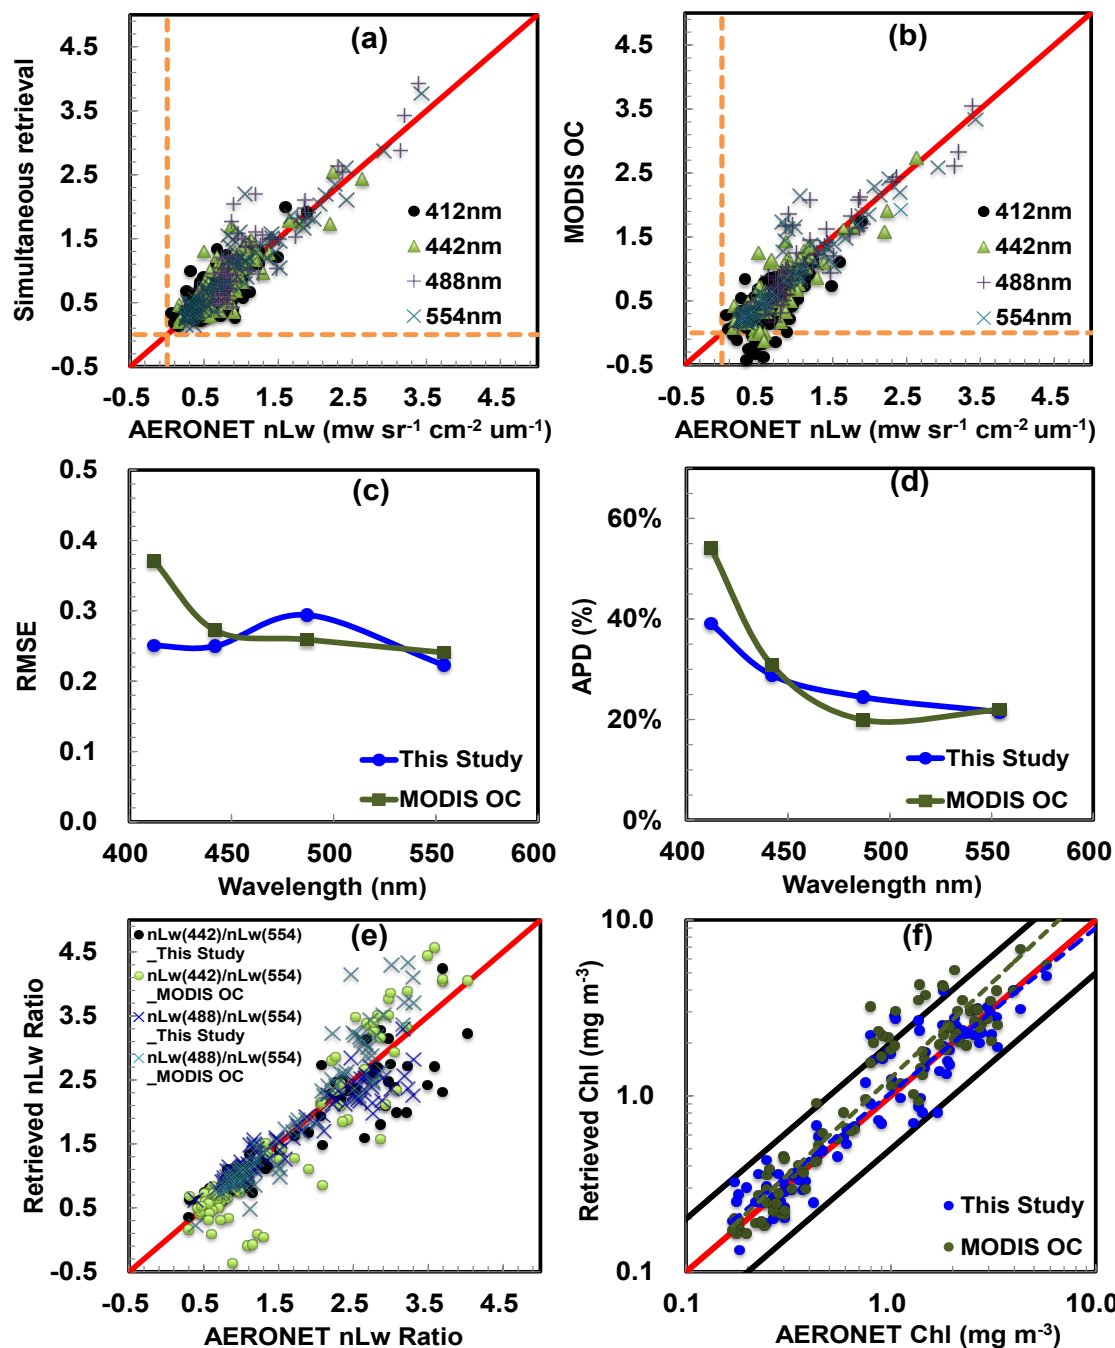 (a)
Simultaneous retrieval
4.5
3.5
2.5
1.5
0.5
-0.5
412nm
442nm
488nm
554nm
-0.5 0.5 1.5 2.5 3.5 4.5
AERONET nLw (mw sr-1 cm-2 um-1)
(b)
MODIS OC
4.5
3.5
2.5
1.5
0.5
-0.5
412nm
442nm
488nm
554nm
-0.5 0.5 1.5 2.5 3.5 4.5
AERONET nLw (mw sr-1 cm-2 um-1)
(c)
RMSE
0.5
0.4
0.3
0.2
0.1
0.0
This Study
MODIS OC
400 450 500 550 600
Wavelength (nm)
(d)
APD (%)
60%
40%
20%
0%
This Study
MODIS OC
400 450 500 550 600
Wavelength nm)
(e)
Retrieved nLw Ratio
4.5
3.5
2.5
1.5
0.5
-0.5
nLw(442)/nLw(554)
_This Study
nLw(442)/nLw(554)
_MODIS OC
nLw(488)/nLw(554)
_This Study
nLw(488)/nLw(554)
_MODIS OC
-0.5 0.5 1.5 2.5 3.5 4.5
AERONET nLw Ratio
(f)
Retrieved Chl (mg m-3)
10.0
1.0
0.1
This Study
MODIS OC
0.1 1.0 10.0
AERONET Chl (mg m-3)